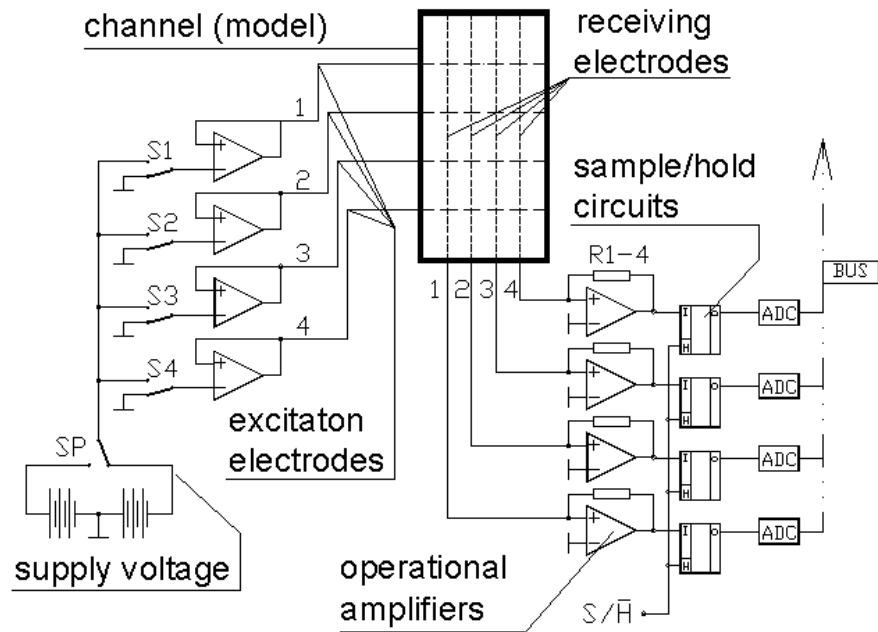 channel (model)
receiving
electrodes
1
S1
2
S2
3
S3
4
S4
SP
supply voltage
excitaton
electrodes
operational
amplifiers
1 2 3 4
R1-4
sample/hold
circuits
BUS
+
-
I O
H
ADC
+
-
I O
H
ADC
+
-
I O
H
ADC
+
-
I O
H
ADC
S/H̅